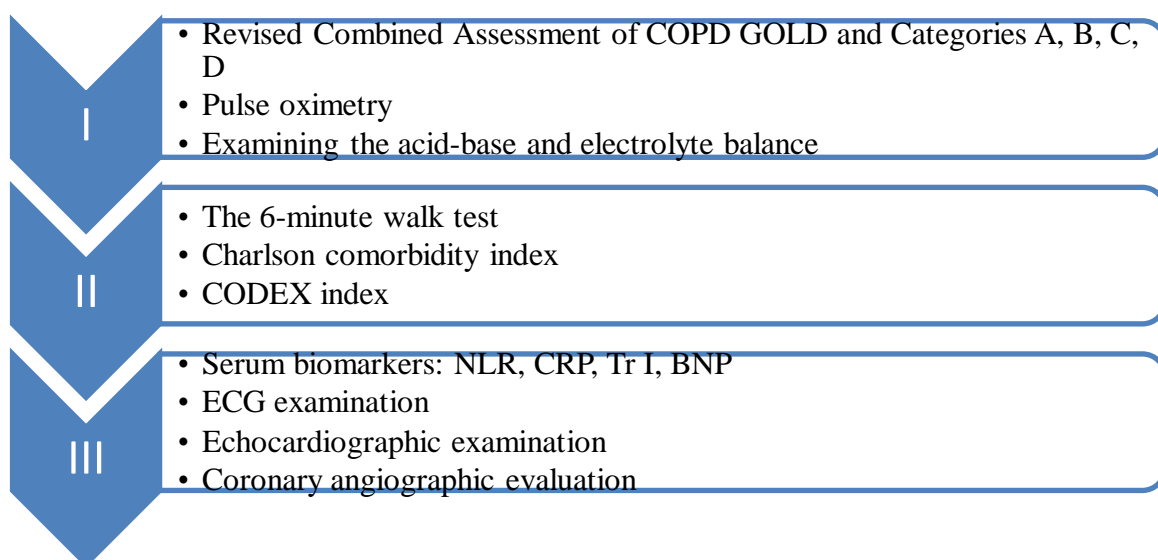 I
• Revised Combined Assessment of COPD GOLD and Categories A, B, C,
D
• Pulse oximetry
• Examining the acid-base and electrolyte balance
II
• The 6-minute walk test
• Charlson comorbidity index
• CODEX index
III
• Serum biomarkers: NLR, CRP, Tr I, BNP
• ECG examination
• Echocardiographic examination
• Coronary angiographic evaluation